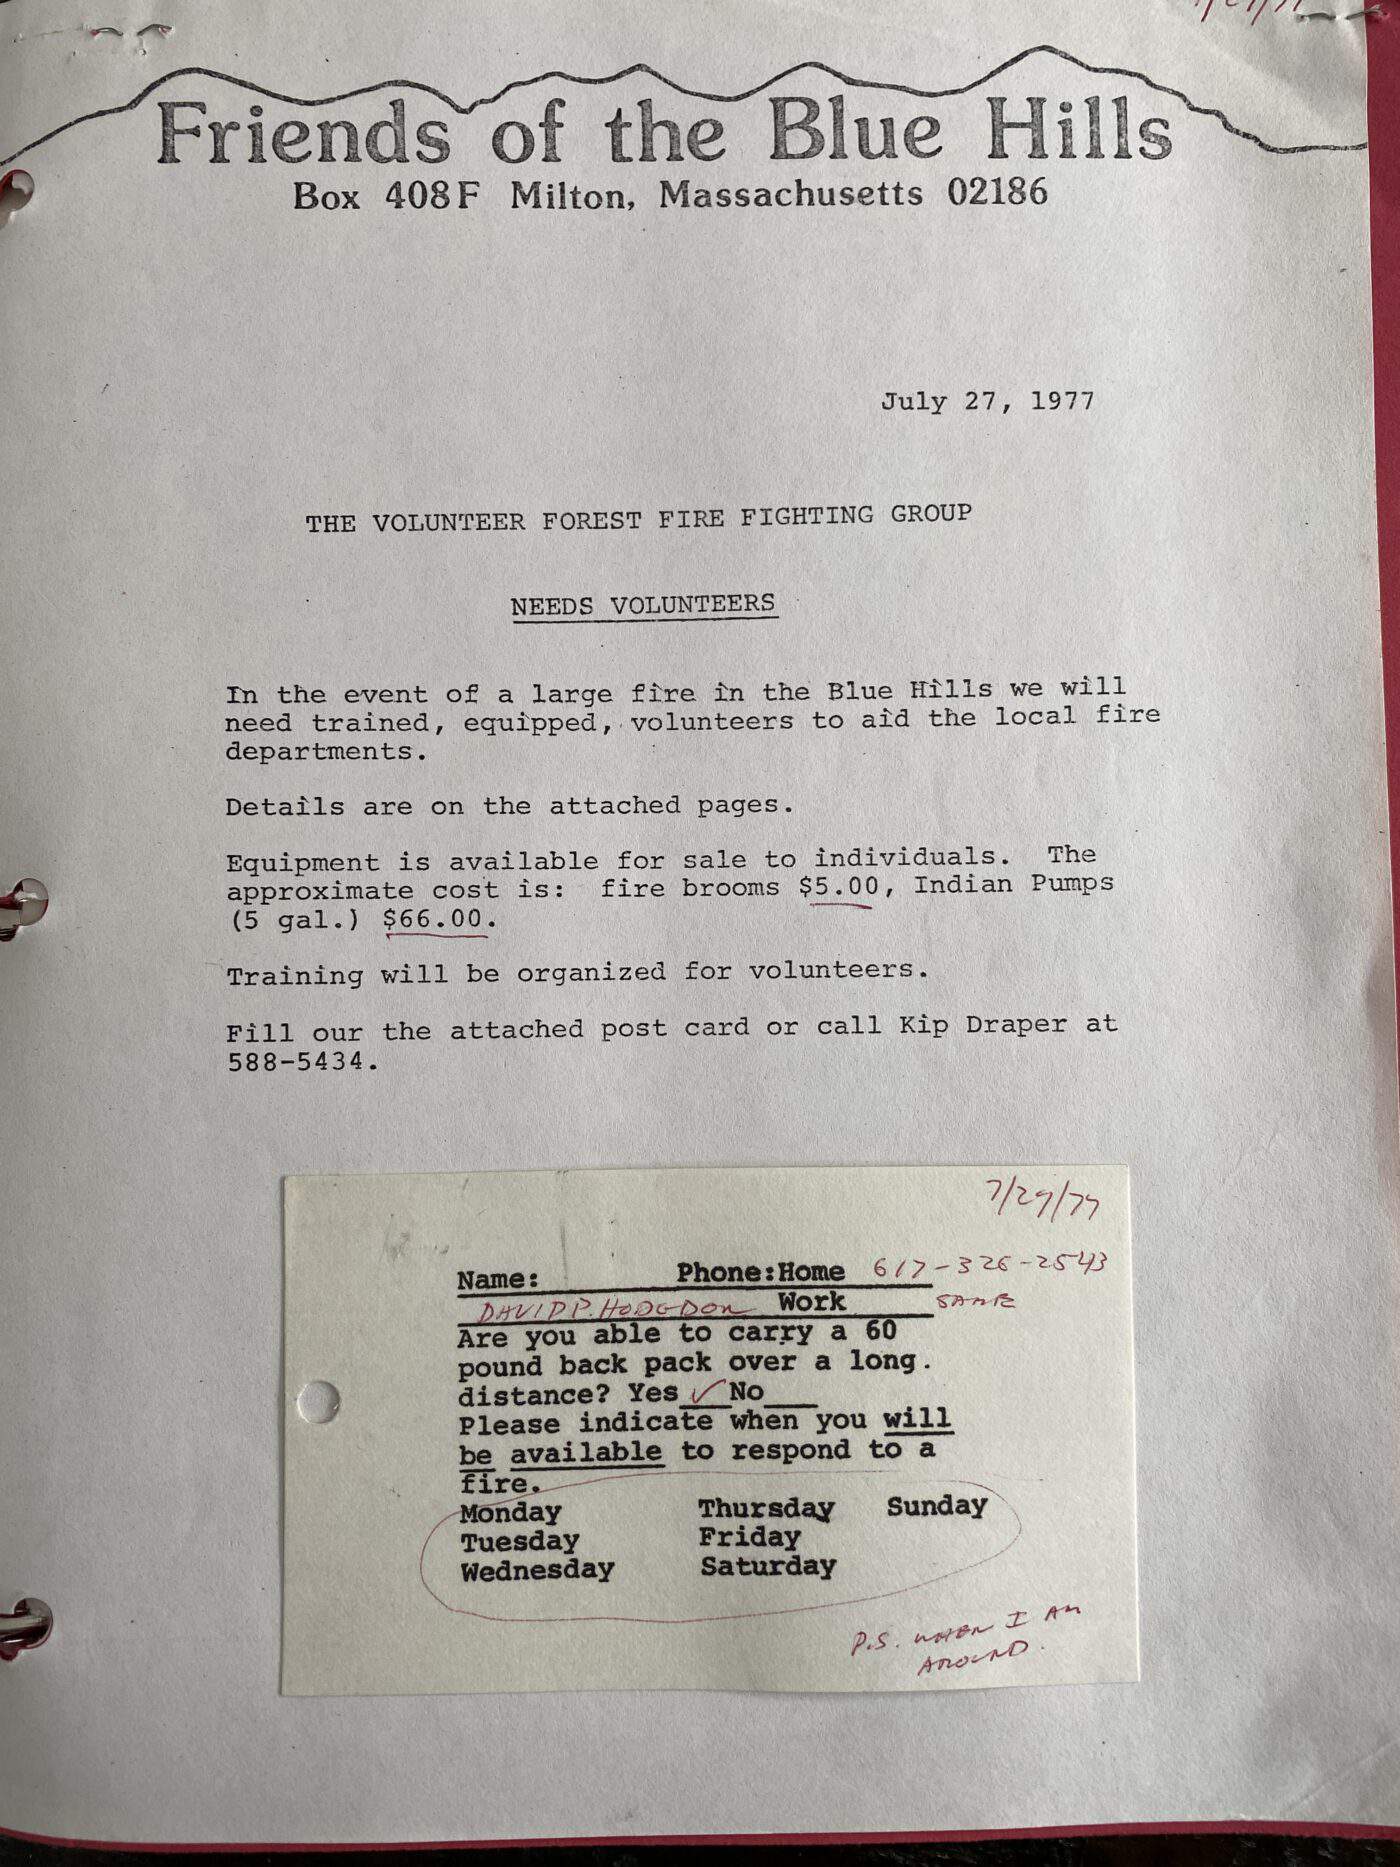 Friends of the Blue Hills
Box 408F Milton, Massachusetts 02186
July 27, 1977
THE VOLUNTEER FOREST FIRE FIGHTING GROUP
NEEDS VOLUNTEERS
In the event of a large fire in the Blue Hills we will
need trained, equipped, volunteers to aid the local fire
departments.
Details are on the attached pages.
Equipment is available for sale to individuals. The
approximate cost is: fire brooms $5.00, Indian Pumps
(5 gal.) $66.00.
Training will be organized for volunteers.
Fill our the attached post card or call Kip Draper at
588-5434.
7/29/77
Name: Phone:Home 617-326-2543
DAVID P. HODGDON Work SAME
Are you able to carry a 60
pound back pack over a long.
distance? Yes ✓ No
Please indicate when you will
be available to respond to a
fire.
Monday Thursday Sunday
Tuesday Friday
Wednesday Saturday
P.S. WHEN I AM
AROUND.